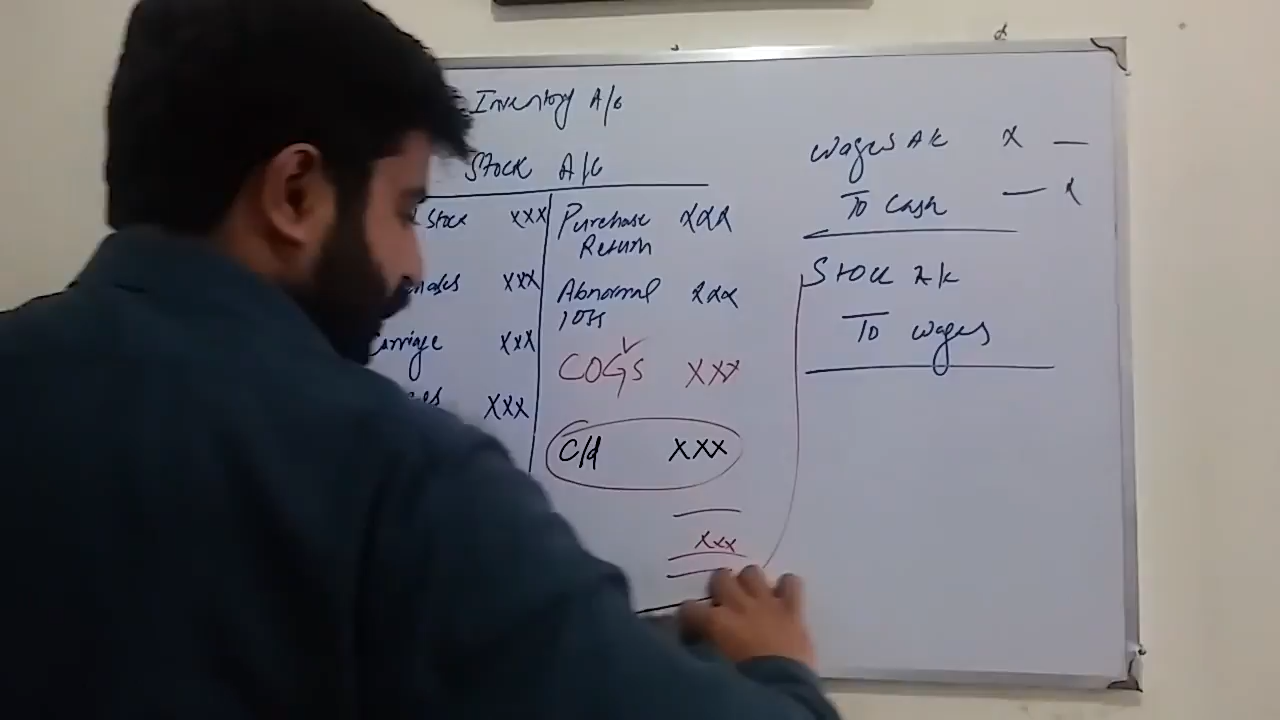 Inventory A/c
Stock A/c
Stock XXX
XXX
Carriage XXX
XXX
Purchase XXX
Return
Abnormal XXX
loss
COGS XXX
C/d XXX
XXX
Wages A/c X —
To Cash — X
Stock A/c
To wages